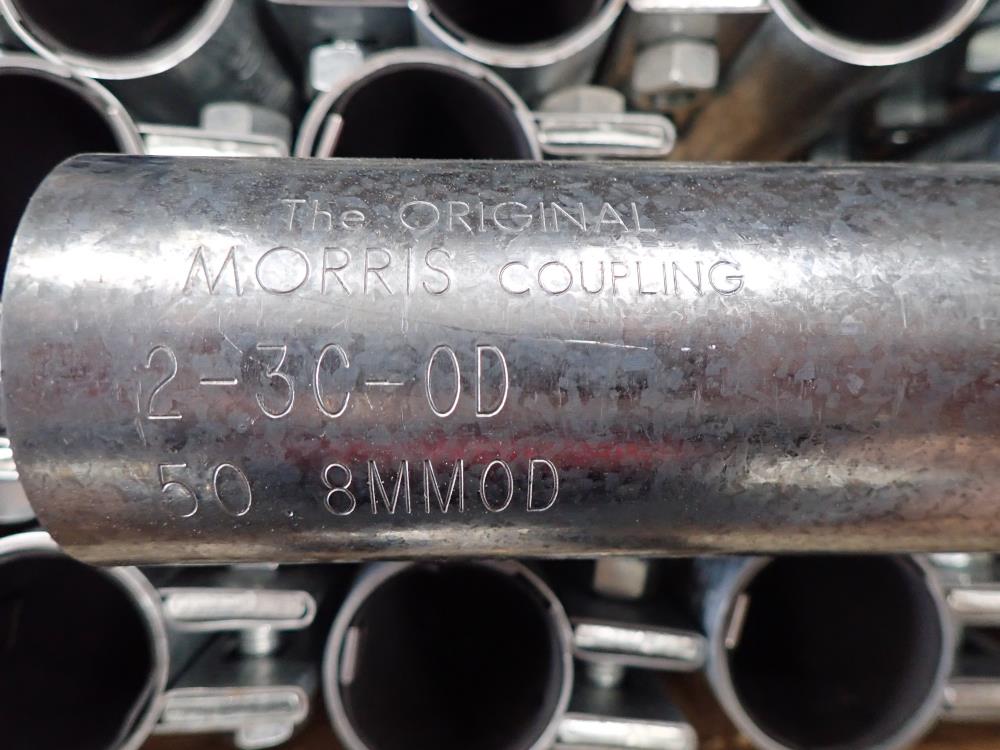 The ORIGINAL
MORRIS COUPLING
2-3C-OD
50.8MMOD